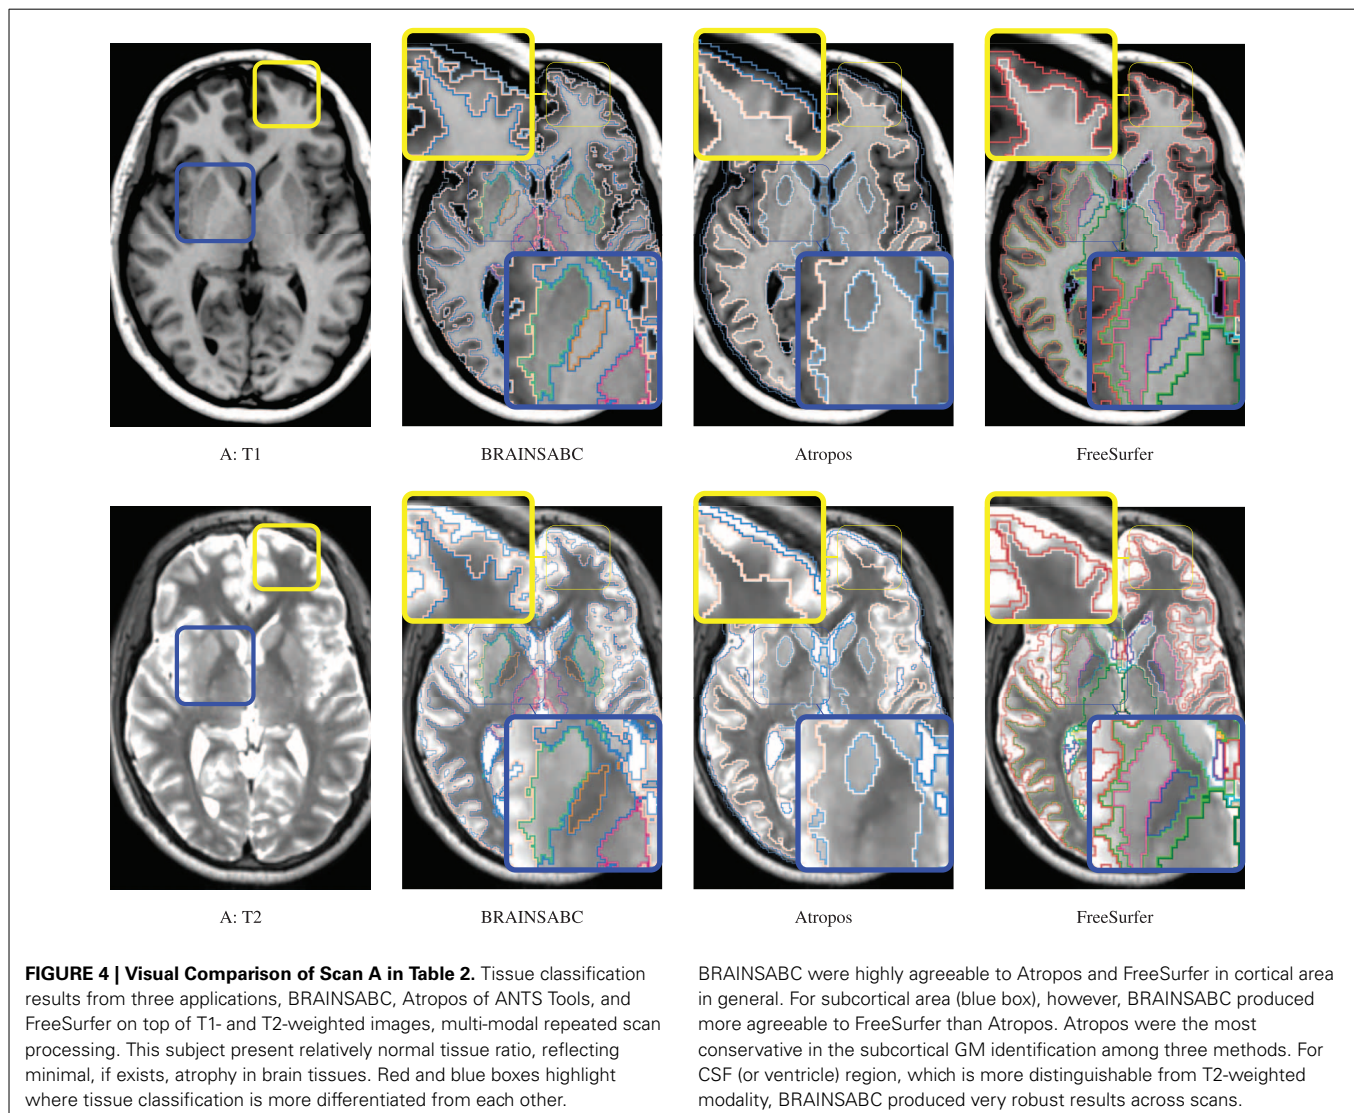 A: T1
BRAINSABC
Atropos
FreeSurfer
A: T2
BRAINSABC
Atropos
FreeSurfer
FIGURE 4 | Visual Comparison of Scan A in Table 2. Tissue classification
results from three applications, BRAINSABC, Atropos of ANTS Tools, and
FreeSurfer on top of T1- and T2-weighted images, multi-modal repeated scan
processing. This subject present relatively normal tissue ratio, reflecting
minimal, if exists, atrophy in brain tissues. Red and blue boxes highlight
where tissue classification is more differentiated from each other.
BRAINSABC were highly agreeable to Atropos and FreeSurfer in cortical area
in general. For subcortical area (blue box), however, BRAINSABC produced
more agreeable to FreeSurfer than Atropos. Atropos were the most
conservative in the subcortical GM identification among three methods. For
CSF (or ventricle) region, which is more distinguishable from T2-weighted
modality, BRAINSABC produced very robust results across scans.